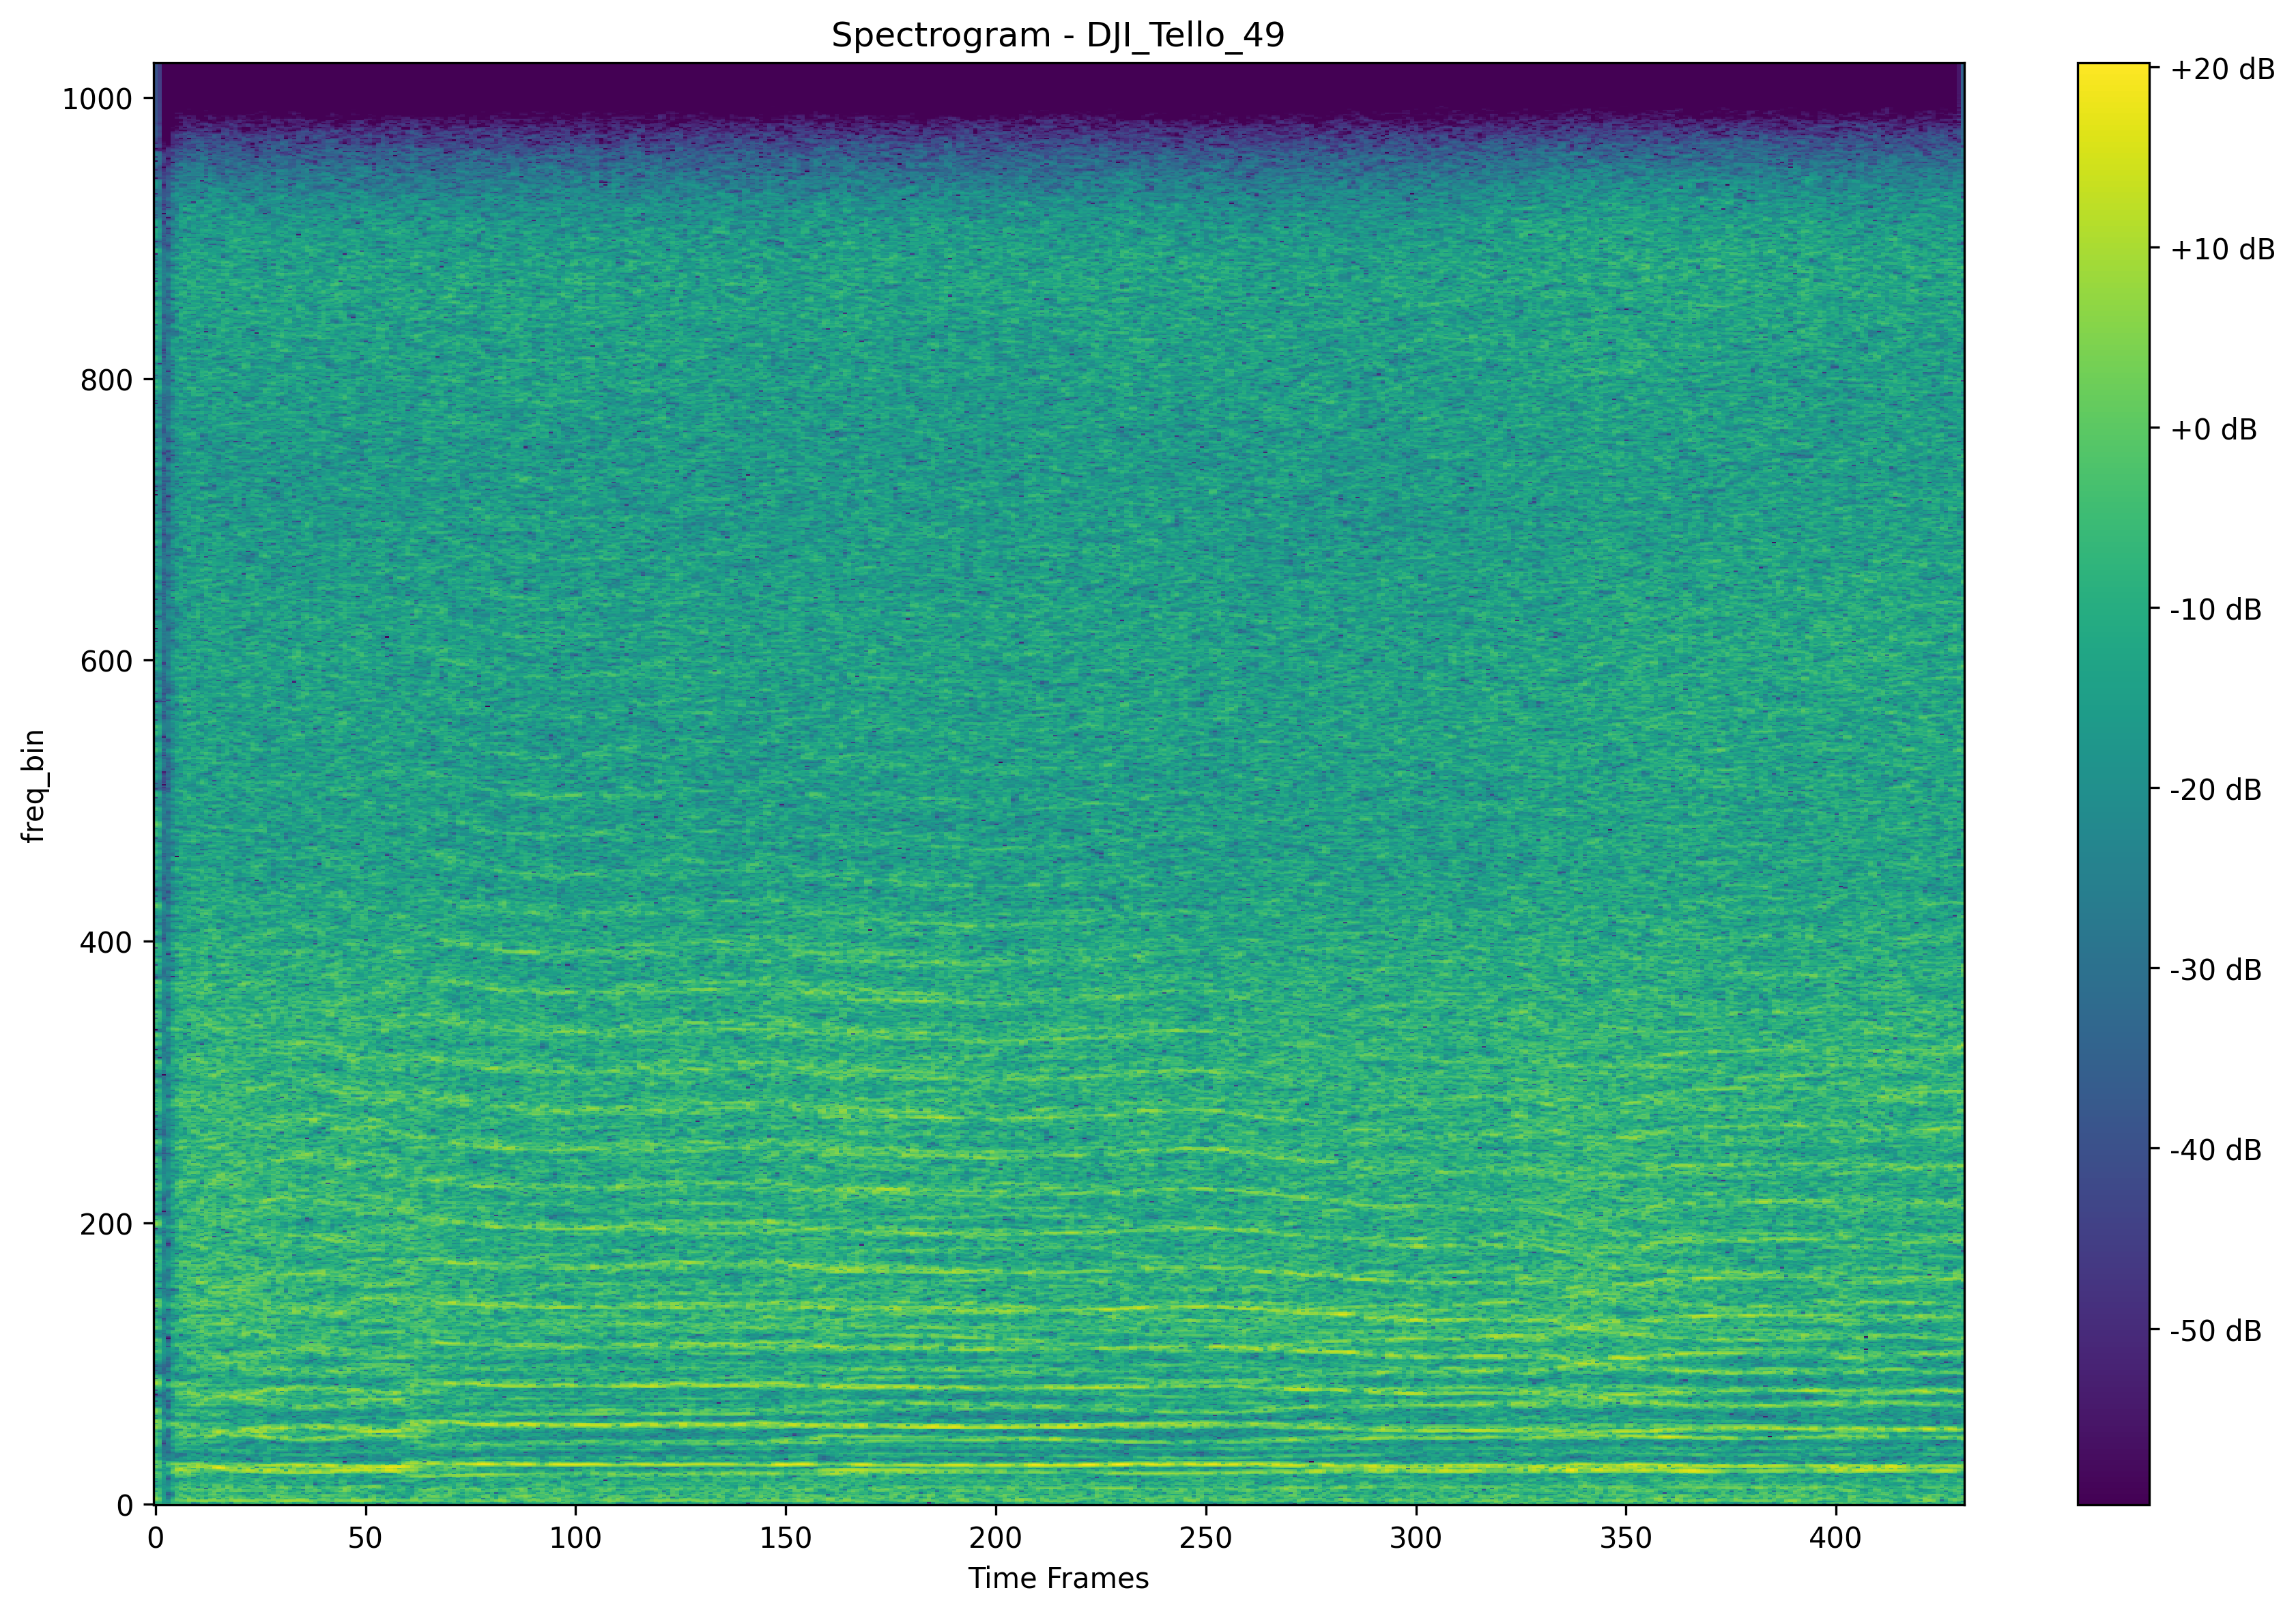 Spectrogram - DJI_Tello_49
freq_bin
1000
800
600
400
200
0
0 50 100 150 200 250 300 350 400
Time Frames
+20 dB
+10 dB
+0 dB
-10 dB
-20 dB
-30 dB
-40 dB
-50 dB